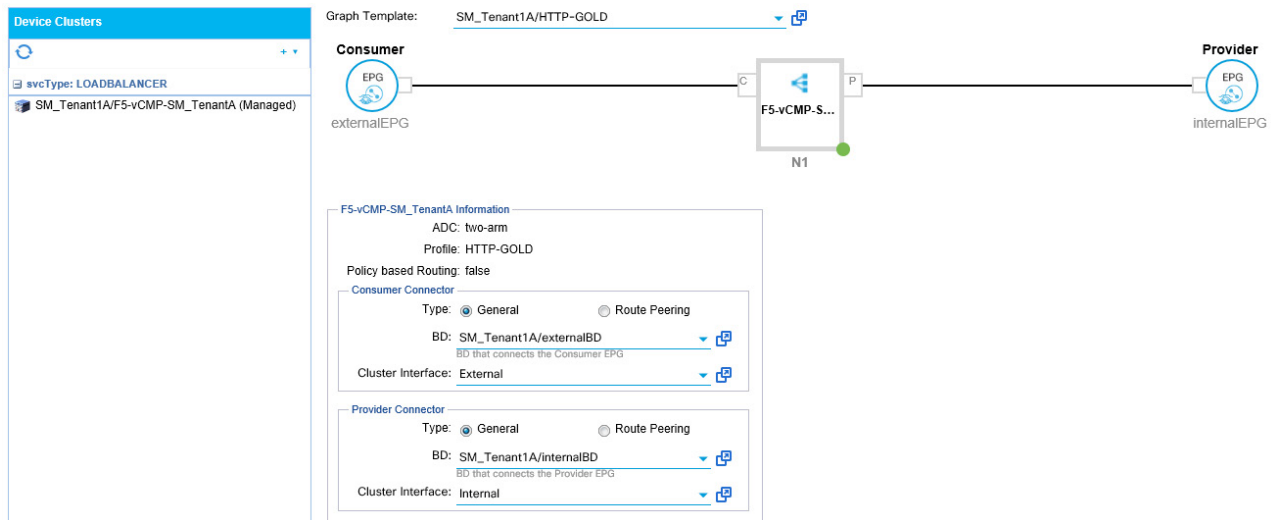 Device Clusters
svcType: LOADBALANCER
SM_Tenant1A/F5-vCMP-SM_TenantA (Managed)
Graph Template: SM_Tenant1A/HTTP-GOLD
Consumer
Provider
EPG
C
P
EPG
F5-vCMP-S...
externalEPG
internalEPG
N1
F5-vCMP-SM_TenantA Information
ADC: two-arm
Profile: HTTP-GOLD
Policy based Routing: false
Consumer Connector
Type: General Route Peering
BD: SM_Tenant1A/externalBD
BD that connects the Consumer EPG
Cluster Interface: External
Provider Connector
Type: General Route Peering
BD: SM_Tenant1A/internalBD
BD that connects the Provider EPG
Cluster Interface: Internal